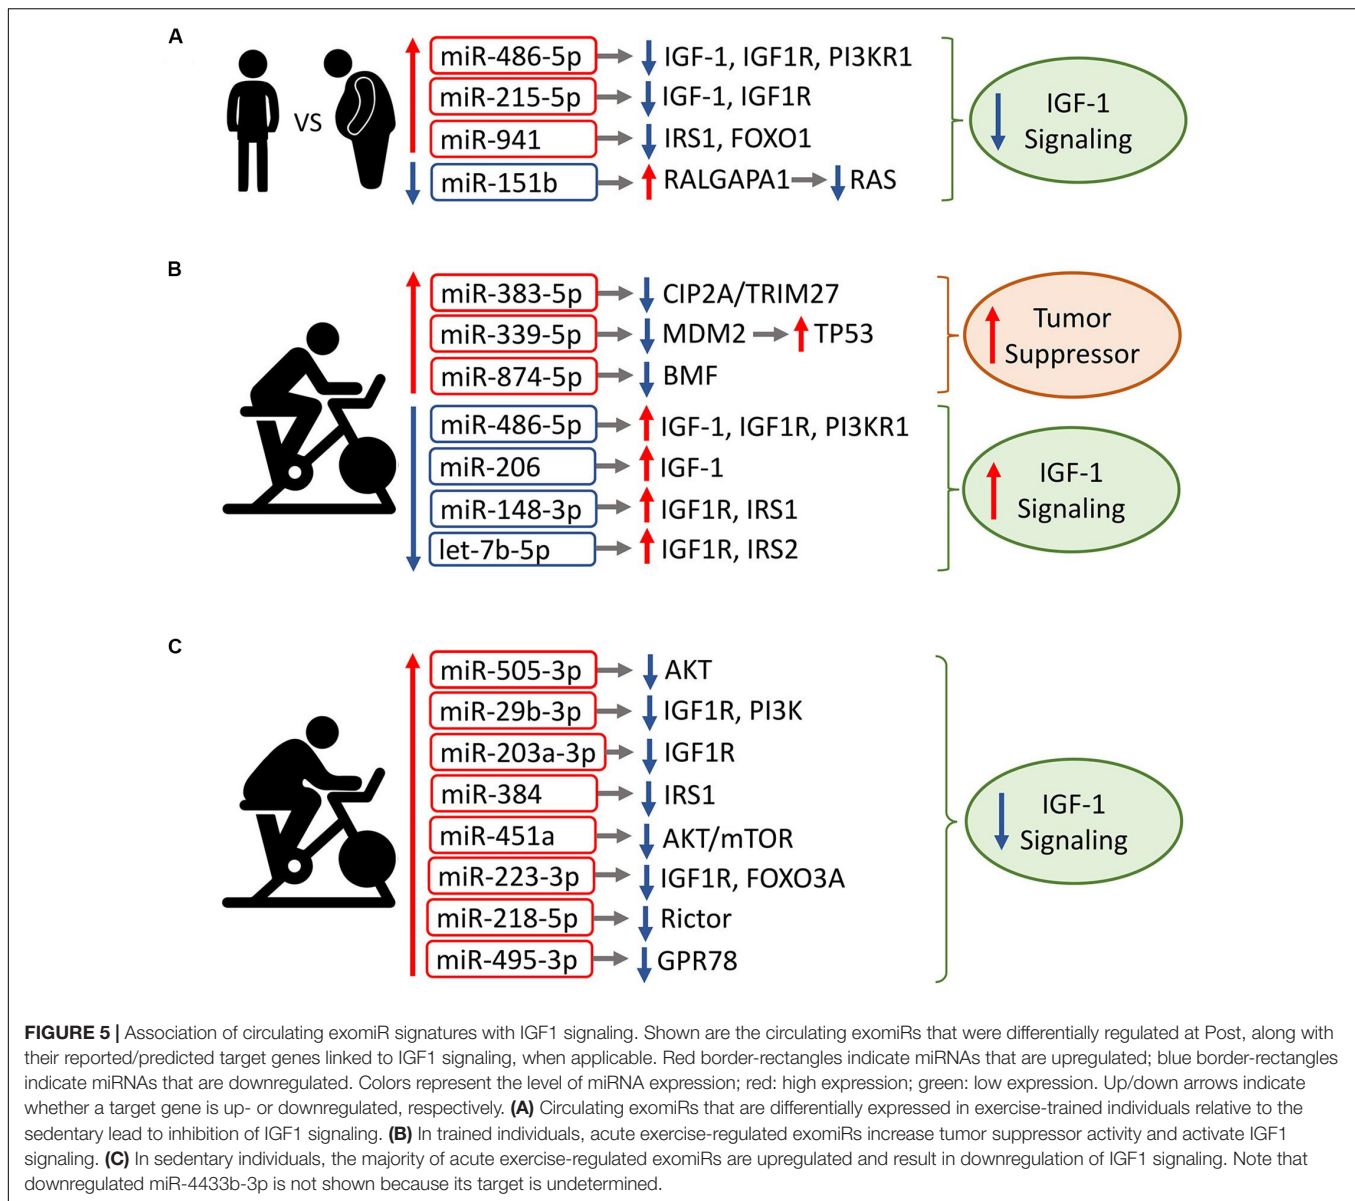 A
VS
miR-486-5p IGF-1, IGF1R, PI3KR1
miR-215-5p IGF-1, IGF1R
miR-941 IRS1, FOXO1
miR-151b RALGAPA1 RAS
IGF-1
Signaling
B
miR-383-5p CIP2A/TRIM27
miR-339-5p MDM2 TP53
miR-874-5p BMF
Tumor
Suppressor
miR-486-5p IGF-1, IGF1R, PI3KR1
miR-206 IGF-1
miR-148-3p IGF1R, IRS1
let-7b-5p IGF1R, IRS2
IGF-1
Signaling
C
miR-505-3p AKT
miR-29b-3p IGF1R, PI3K
miR-203a-3p IGF1R
miR-384 IRS1
miR-451a AKT/mTOR
miR-223-3p IGF1R, FOXO3A
miR-218-5p Rictor
miR-495-3p GPR78
IGF-1
Signaling
FIGURE 5 | Association of circulating exomiR signatures with IGF1 signaling. Shown are the circulating exomiRs that were differentially regulated at Post, along with
their reported/predicted target genes linked to IGF1 signaling, when applicable. Red border-rectangles indicate miRNAs that are upregulated; blue border-rectangles
indicate miRNAs that are downregulated. Colors represent the level of miRNA expression; red: high expression; green: low expression. Up/down arrows indicate
whether a target gene is up- or downregulated, respectively. (A) Circulating exomiRs that are differentially expressed in exercise-trained individuals relative to the
sedentary lead to inhibition of IGF1 signaling. (B) In trained individuals, acute exercise-regulated exomiRs increase tumor suppressor activity and activate IGF1
signaling. (C) In sedentary individuals, the majority of acute exercise-regulated exomiRs are upregulated and result in downregulation of IGF1 signaling. Note that
downregulated miR-4433b-3p is not shown because its target is undetermined.